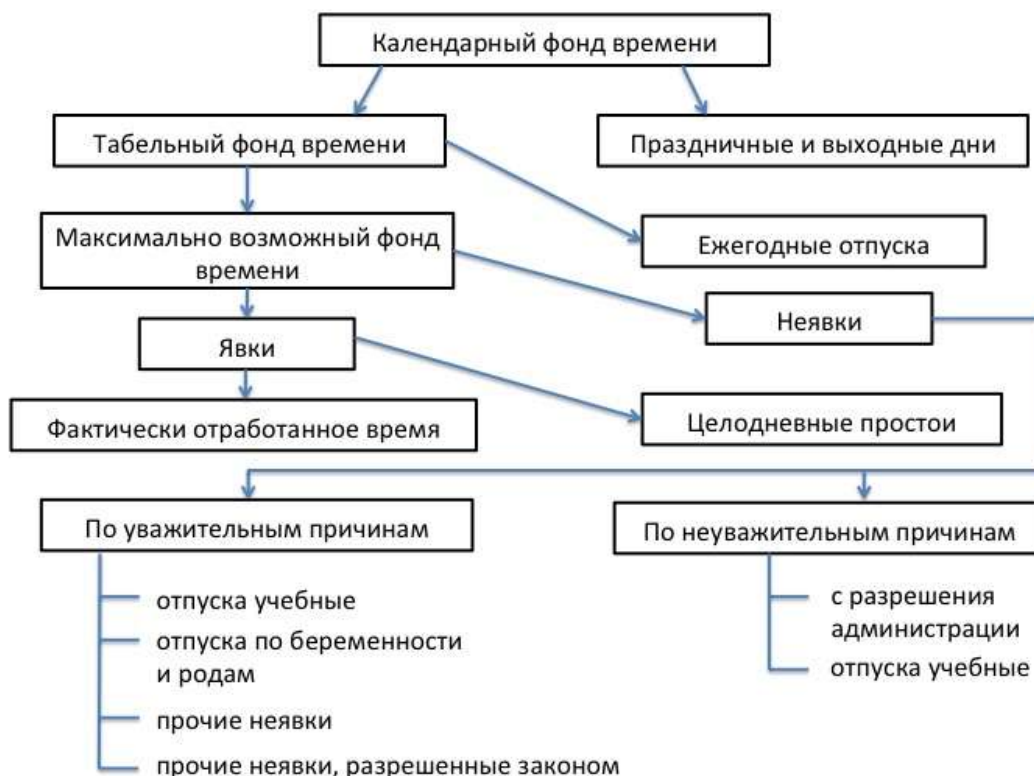 Календарный фонд времени
Табельный фонд времени
Праздничные и выходные дни
Максимально возможный фонд
времени
Ежегодные отпуска
Неявки
Явки
Фактически отработанное время
Целодневные простои
По уважительным причинам
По неуважительным причинам
отпуска учебные
отпуска по беременности
и родам
прочие неявки
прочие неявки, разрешенные законом
с разрешения
администрации
отпуска учебные